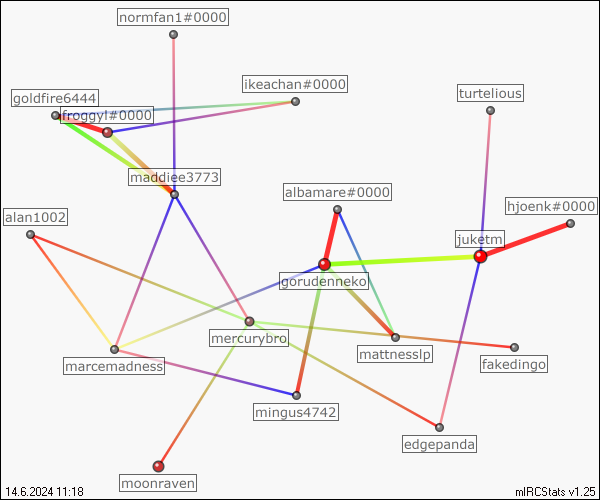 normfan1#0000
ikeachan#0000
turtelious
goldfire6444
froggyl#0000
maddiee3773
albamare#0000
hjoenk#0000
alan1002
juketm
gorudenneko
mercurybro
mattnesslp
marcemadness
fakedingo
mingus4742
edgepanda
moonraven
14.6.2024 11:18
mIRCStats v1.25